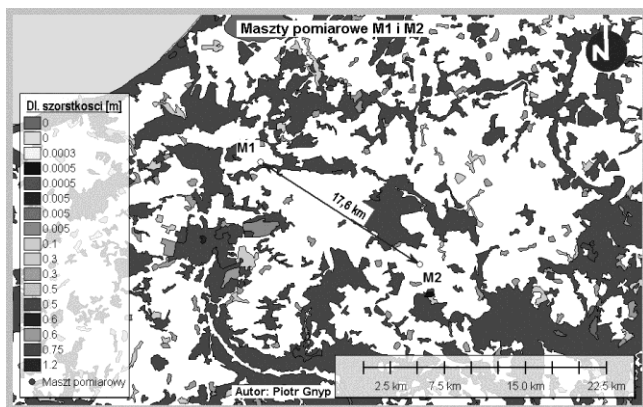 Maszty pomiarowe M1 i M2
N
Dl. szorstkosci [m]
0
0
0.0003
0.0005
0.0005
0.005
0.005
0.005
0.1
0.3
0.3
0.5
0.5
0.6
0.6
0.75
1.2
Maszt pomiarowy
M1
17,6 km
M2
2.5 km 7.5 km 15.0 km 22.5 km
Autor: Piotr Gnyp